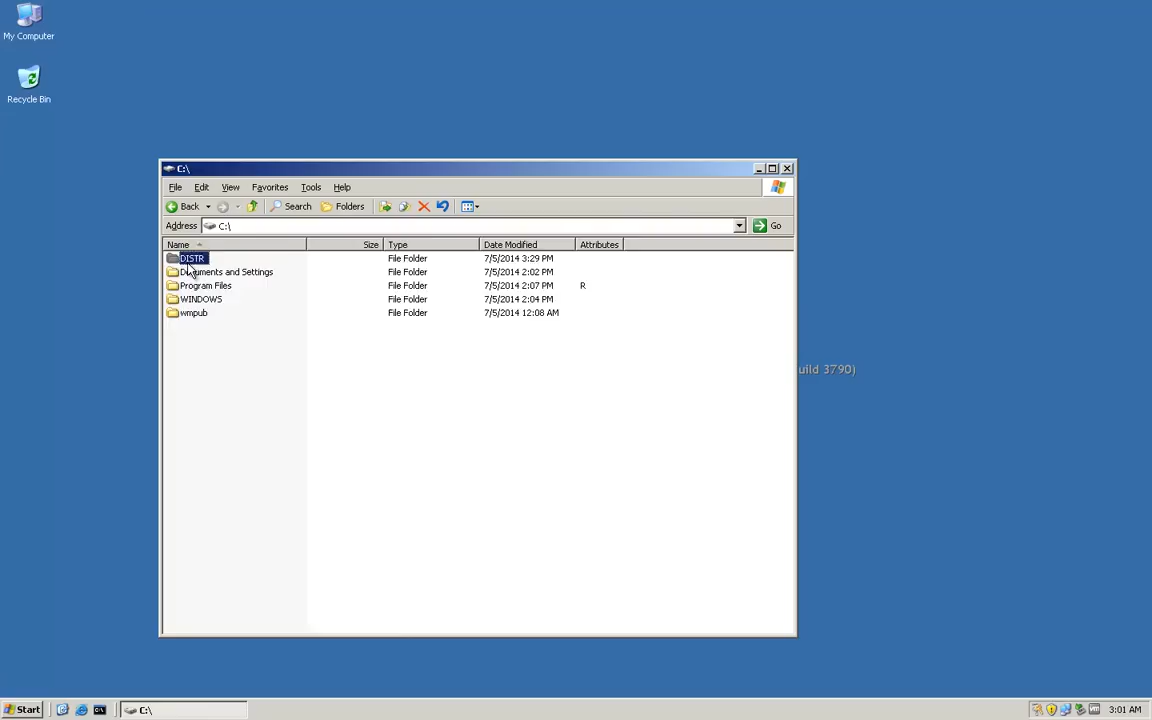 My Computer
Recycle Bin
C:\
File Edit View Favorites Tools Help
Back Search Folders
Address C:\ Go
Name Size Type Date Modified Attributes
DISTR File Folder 7/5/2014 3:29 PM
Documents and Settings File Folder 7/5/2014 2:02 PM
Program Files File Folder 7/5/2014 2:07 PM R
WINDOWS File Folder 7/5/2014 2:04 PM
wmpub File Folder 7/5/2014 12:08 AM
uild 3790)
Start C:\ 3:01 AM